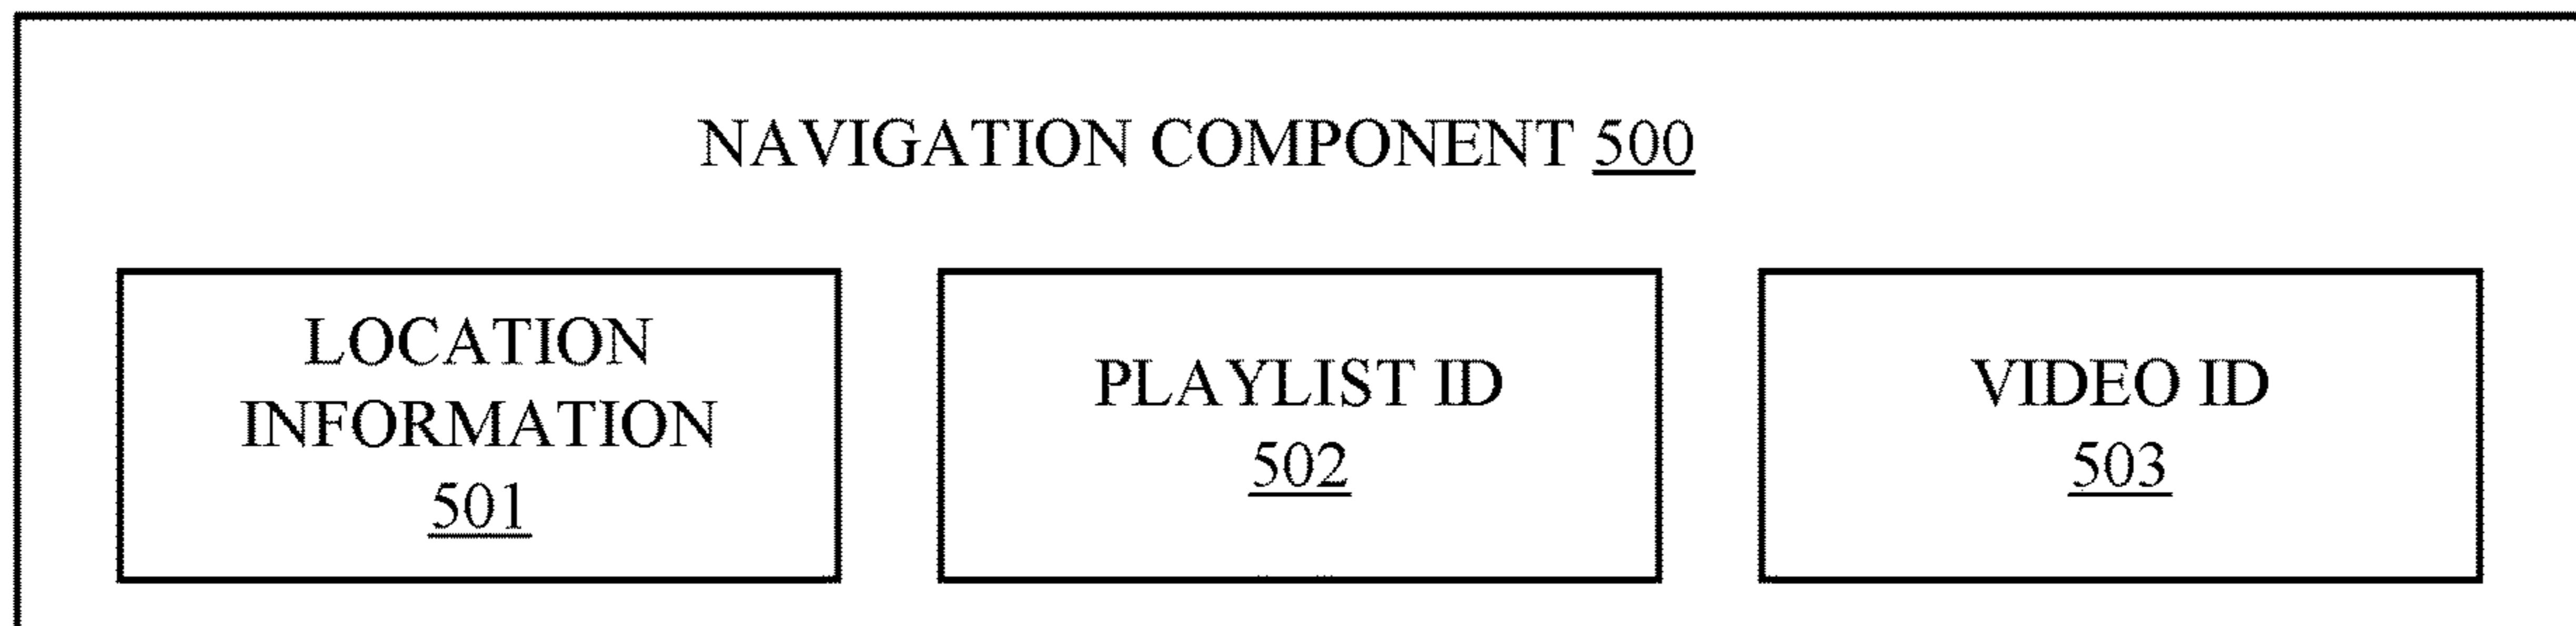 NAVIGATION COMPONENT 500
LOCATION
INFORMATION
501
PLAYLIST ID
502
VIDEO ID
503